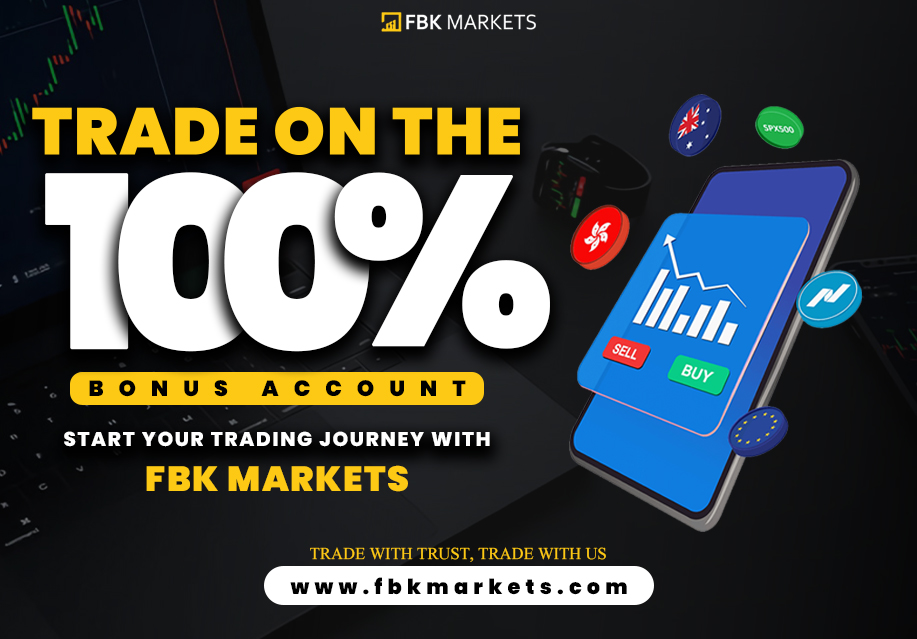 FBK MARKETS
TRADE ON THE
100%
BONUS ACCOUNT
START YOUR TRADING JOURNEY WITH
FBK MARKETS
SPX500
SELL
BUY
TRADE WITH TRUST, TRADE WITH US
www.fbkmarkets.com